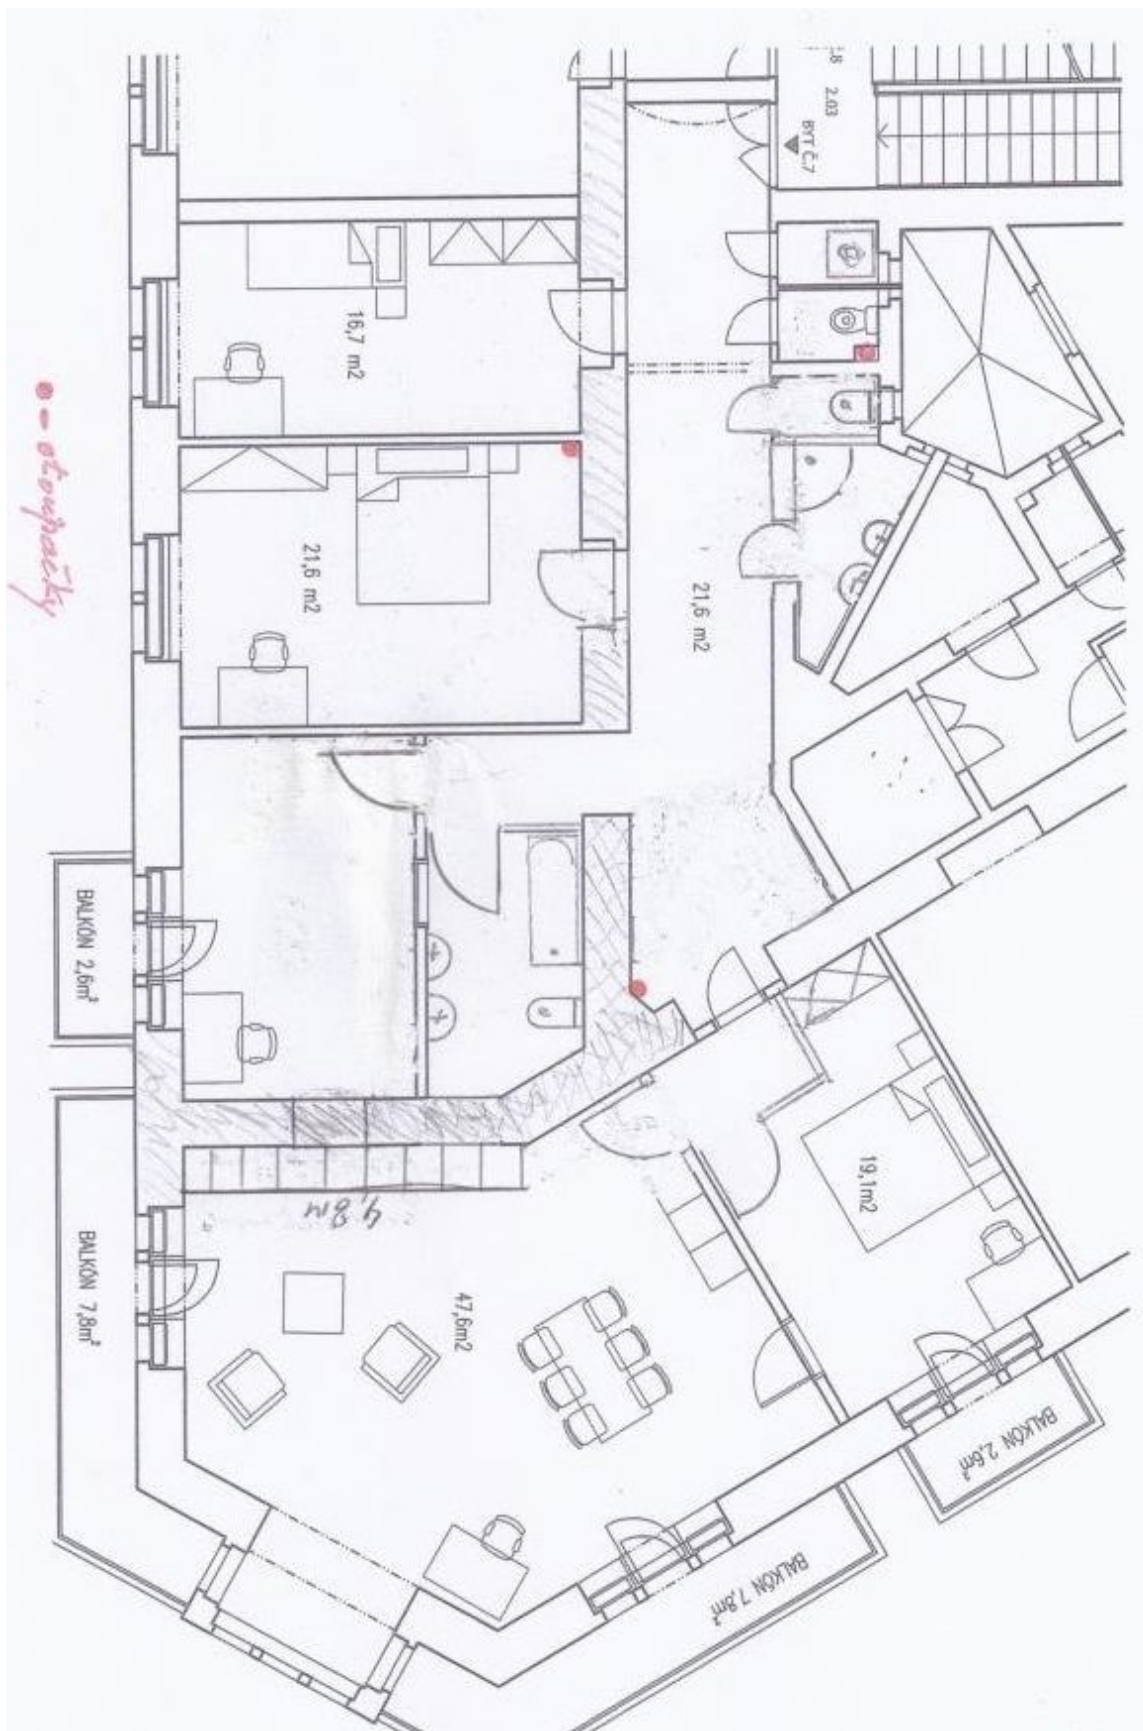 2.03
BYT Č.7
16,7 m2
● = stoupačky
21,6 m2
21,6 m2
BALKÓN 2,6m²
19,1m2
4,8m
BALKÓN 7,8m²
47,6m2
BALKÓN 2,6m²
BALKÓN 7,8m²